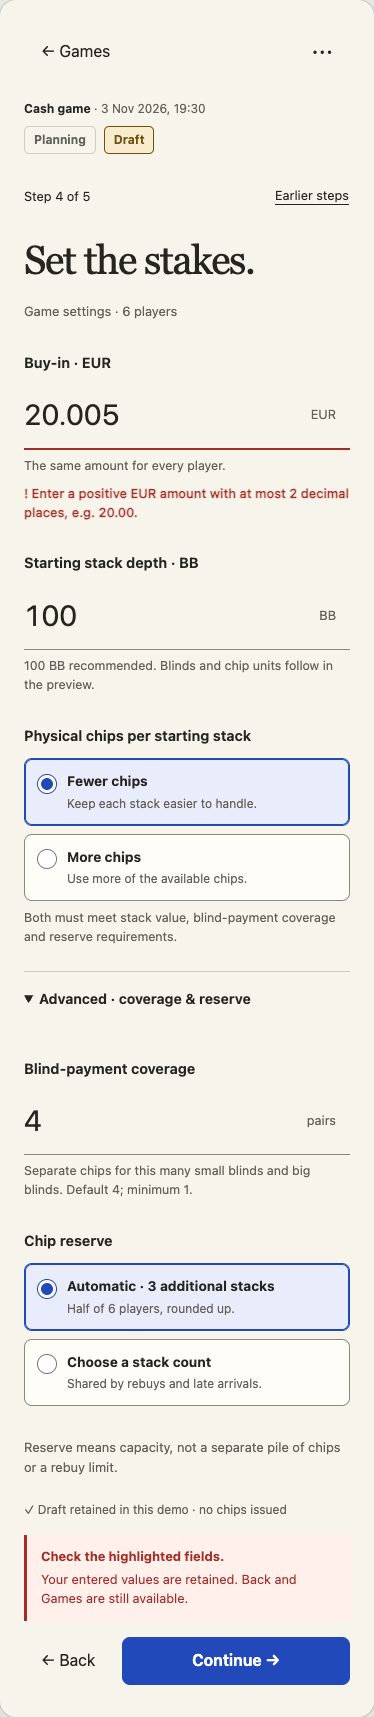 ← Games
...
Cash game · 3 Nov 2026, 19:30
Planning
Draft
Step 4 of 5
Earlier steps
Set the stakes.
Game settings · 6 players
Buy-in · EUR
20.005
EUR
The same amount for every player.
! Enter a positive EUR amount with at most 2 decimal
places, e.g. 20.00.
Starting stack depth · BB
100
BB
100 BB recommended. Blinds and chip units follow in
the preview.
Physical chips per starting stack
Fewer chips
Keep each stack easier to handle.
More chips
Use more of the available chips.
Both must meet stack value, blind-payment coverage
and reserve requirements.
▼ Advanced · coverage & reserve
Blind-payment coverage
4
pairs
Separate chips for this many small blinds and big
blinds. Default 4; minimum 1.
Chip reserve
Automatic · 3 additional stacks
Half of 6 players, rounded up.
Choose a stack count
Shared by rebuys and late arrivals.
Reserve means capacity, not a separate pile of chips
or a rebuy limit.
✓ Draft retained in this demo · no chips issued
Check the highlighted fields.
Your entered values are retained. Back and
Games are still available.
← Back
Continue →